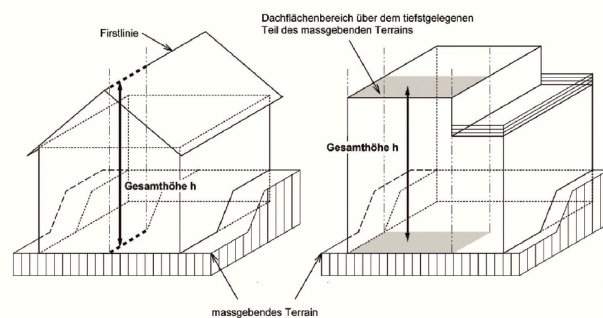 Firstlinie
Dachflächenbereich über dem tiefstgelegenen
Teil des massgebenden Terrains
Gesamthöhe h
Gesamthöhe h
massgebendes Terrain